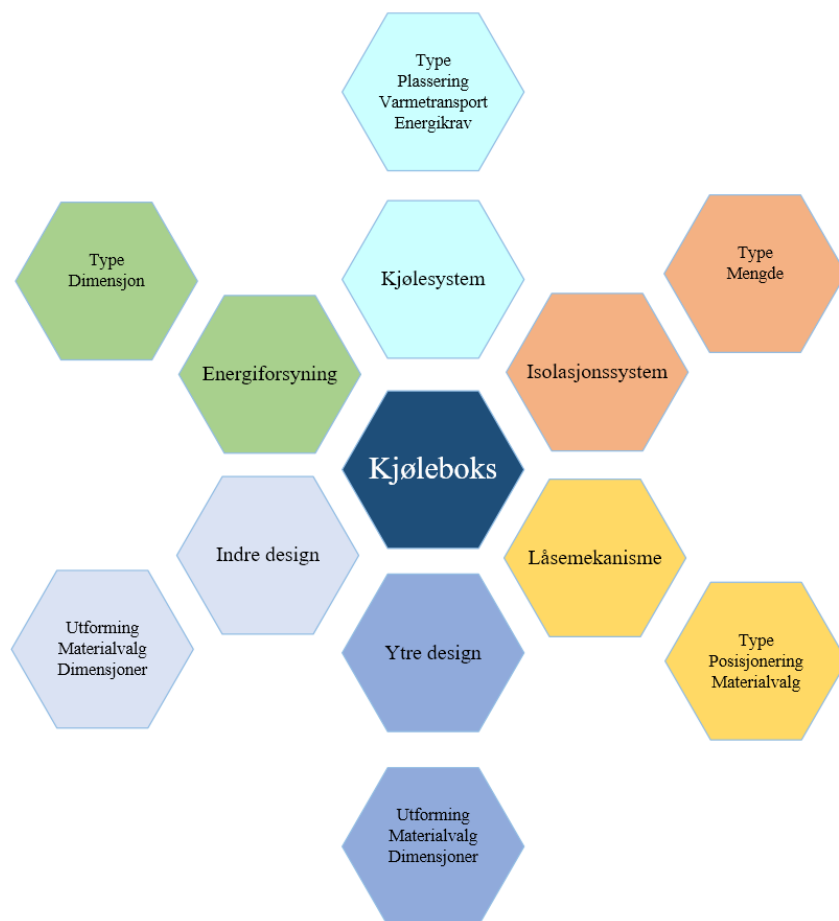 Type
Plassering
Varmetransport
Energikrav
Type
Dimensjon
Kjølesystem
Type
Mengde
Energiforsyning
Isolasjonssystem
Kjøleboks
Indre design
Låsemekanisme
Utforming
Materialvalg
Dimensjoner
Ytre design
Type
Posisjonering
Materialvalg
Utforming
Materialvalg
Dimensjoner